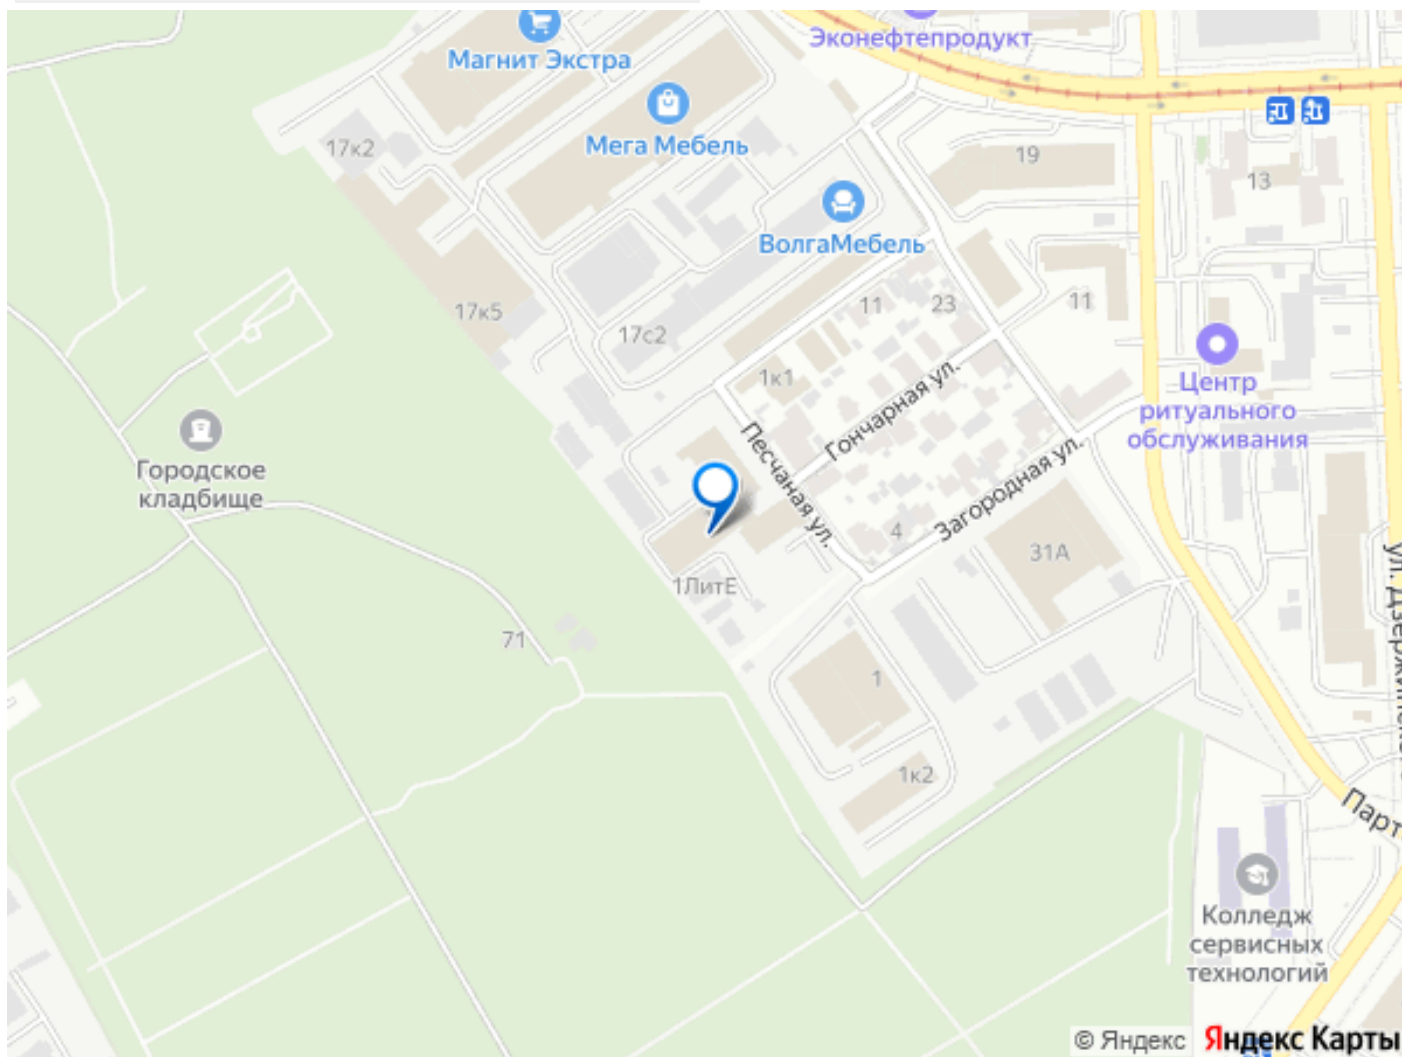 Эконефтепродукт
Магнит Экстра
Мега Мебель
17к2
19
13
ВолгаМебель
17к5
17с2
11
23
11
1к1
Гончарная ул.
Центр
ритуального
обслуживания
Песчаная ул.
Загородная ул.
Городское
кладбище
4
31А
1ЛитЕ
ул. Дзержинског
71
1
1к2
Парт
Колледж
сервисных
технологий
© Яндекс Яндекс Карты